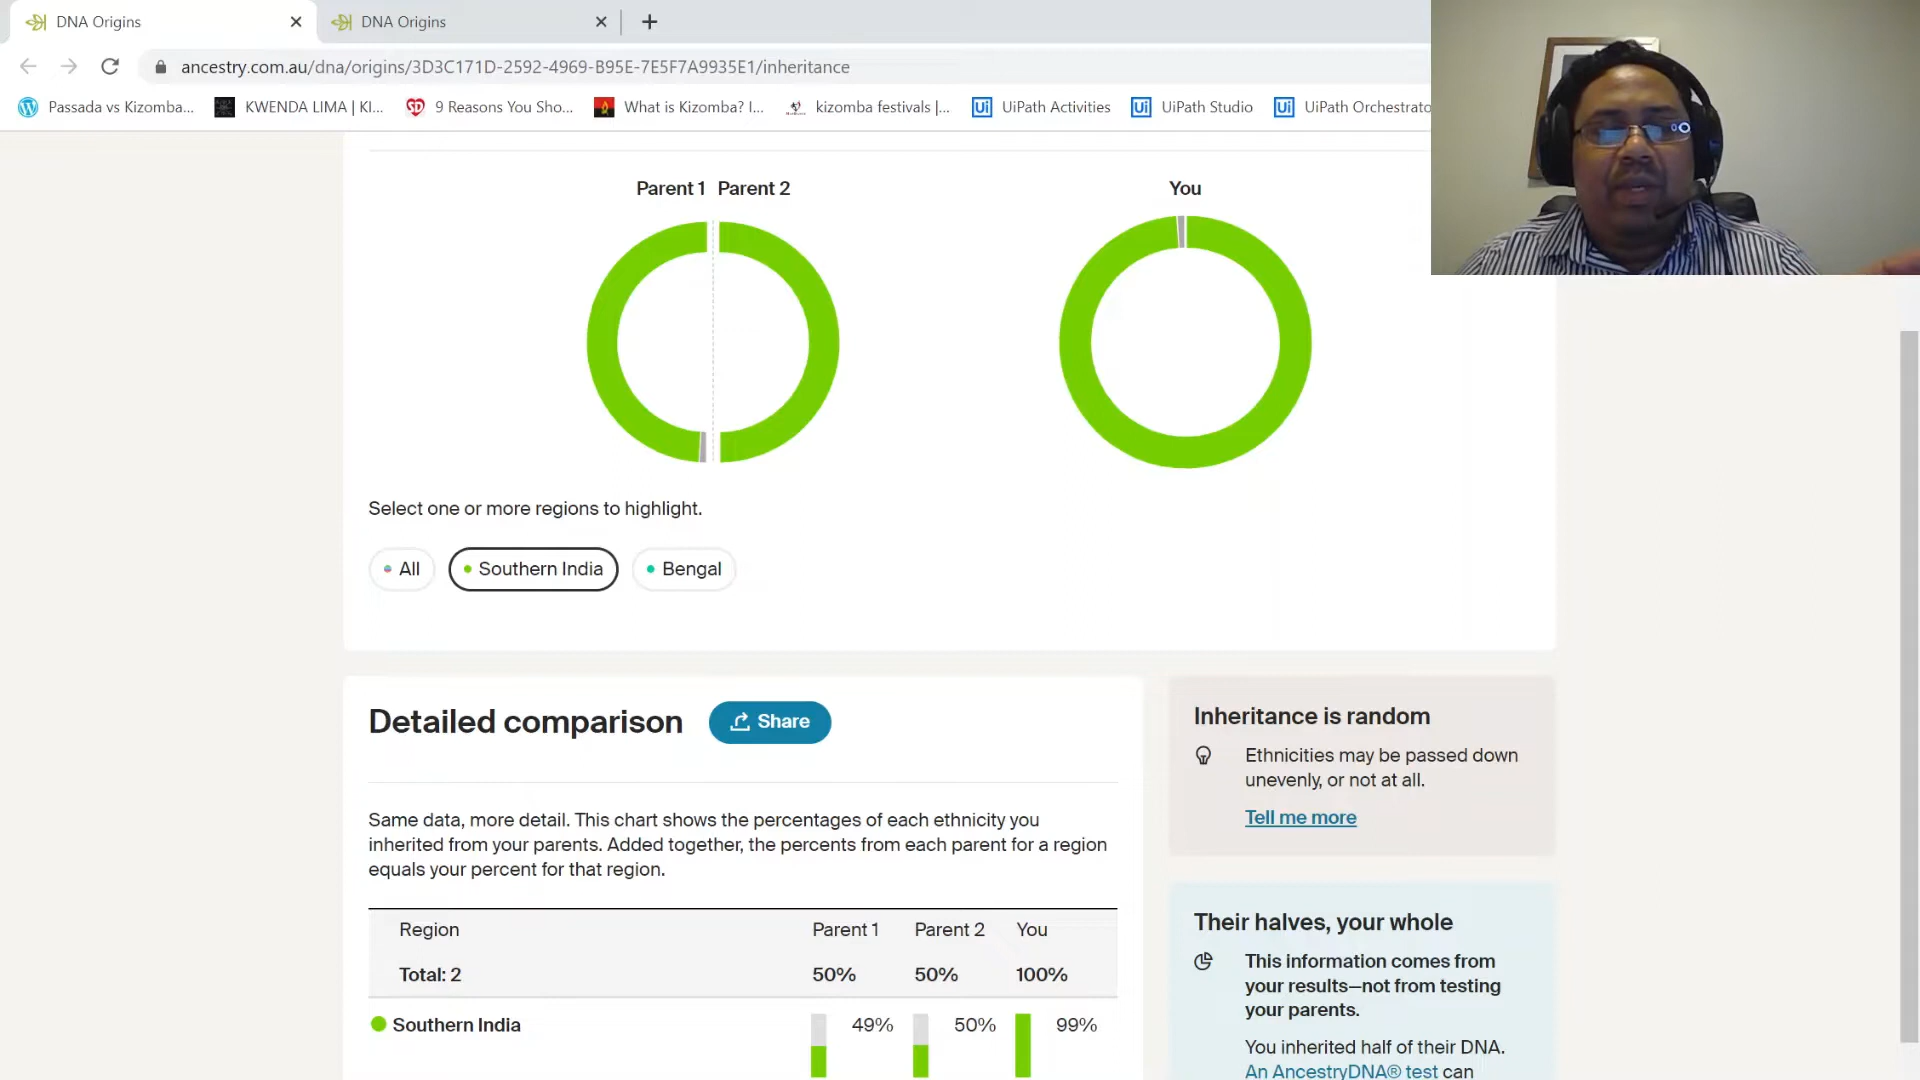 DNA Origins
DNA Origins
ancestry.com.au/dna/origins/3D3C171D-2592-4969-B95E-7E5F7A9935E1/inheritance
Passada vs Kizomba... KWENDA LIMA | KI... 9 Reasons You Sho... What is Kizomba? I... kizomba festivals |... Ui UiPath Activities Ui UiPath Studio Ui UiPath Orchestrato
Parent 1 Parent 2 You
Select one or more regions to highlight.
All Southern India Bengal
Detailed comparison Share
Same data, more detail. This chart shows the percentages of each ethnicity you
inherited from your parents. Added together, the percents from each parent for a region
equals your percent for that region.
Region Parent 1 Parent 2 You
Total: 2 50% 50% 100%
Southern India 49% 50% 99%
Inheritance is random
Ethnicities may be passed down
unevenly, or not at all.
Tell me more
Their halves, your whole
This information comes from
your results—not from testing
your parents.
You inherited half of their DNA.
An AncestryDNA® test can